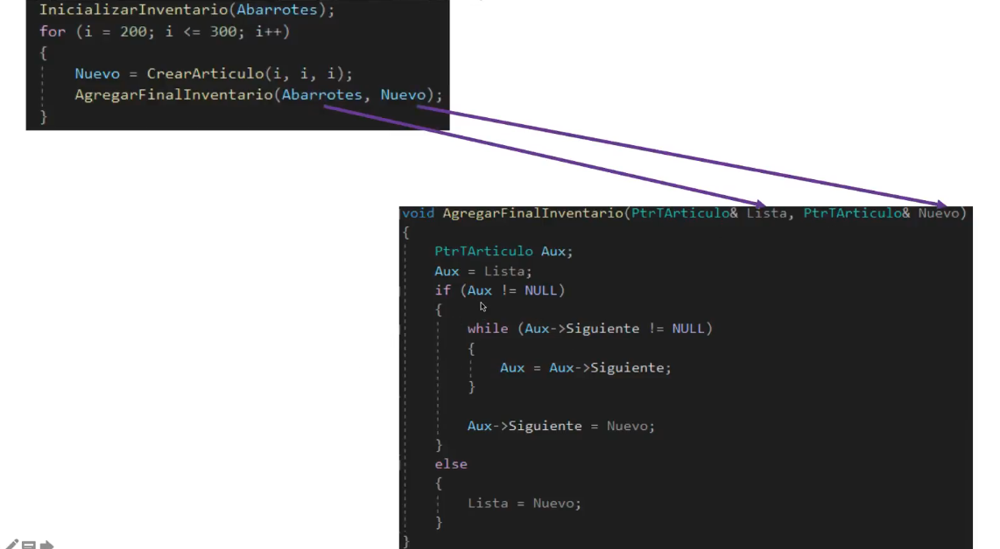 InicializarInventario(Abarrotes);
for (i = 200; i <= 300; i++)
{
Nuevo = CrearArticulo(i, i, i);
AgregarFinalInventario(Abarrotes, Nuevo);
}
void AgregarFinalInventario(PtrTArticulo& Lista, PtrTArticulo& Nuevo)
{
PtrTArticulo Aux;
Aux = Lista;
if (Aux != NULL)
{
while (Aux->Siguiente != NULL)
{
Aux = Aux->Siguiente;
}
Aux->Siguiente = Nuevo;
}
else
{
Lista = Nuevo;
}
}